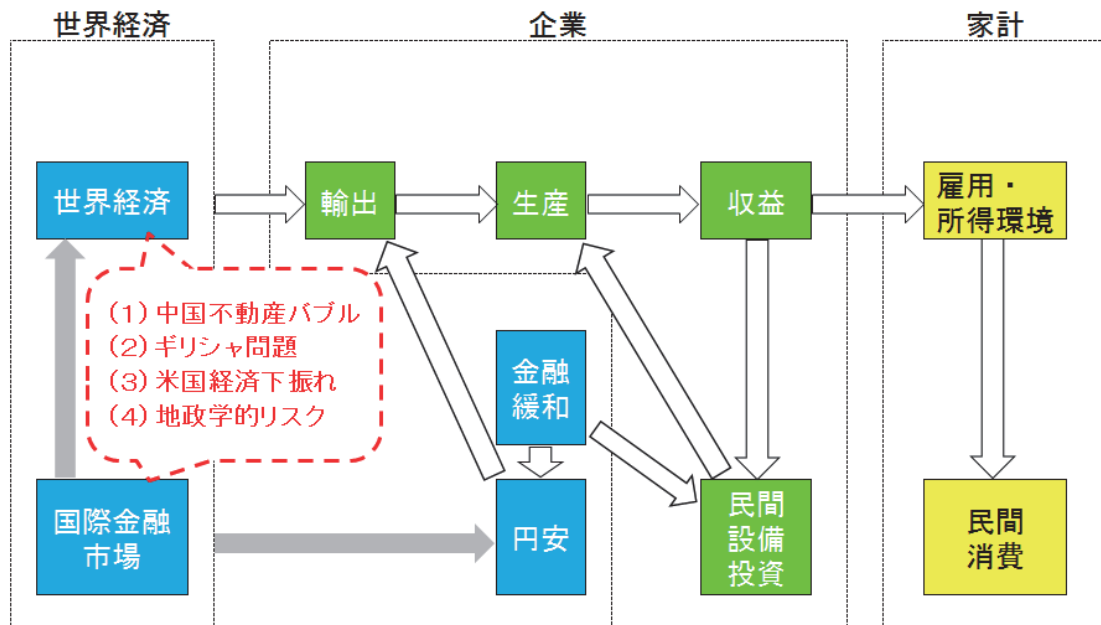 世界経済
企業
家計
世界経済
輸出
生産
収益
雇用・
所得環境
(1) 中国不動産バブル
(2) ギリシャ問題
(3) 米国経済下振れ
(4) 地政学的リスク
金融
緩和
国際金融
市場
円安
民間
設備
投資
民間
消費